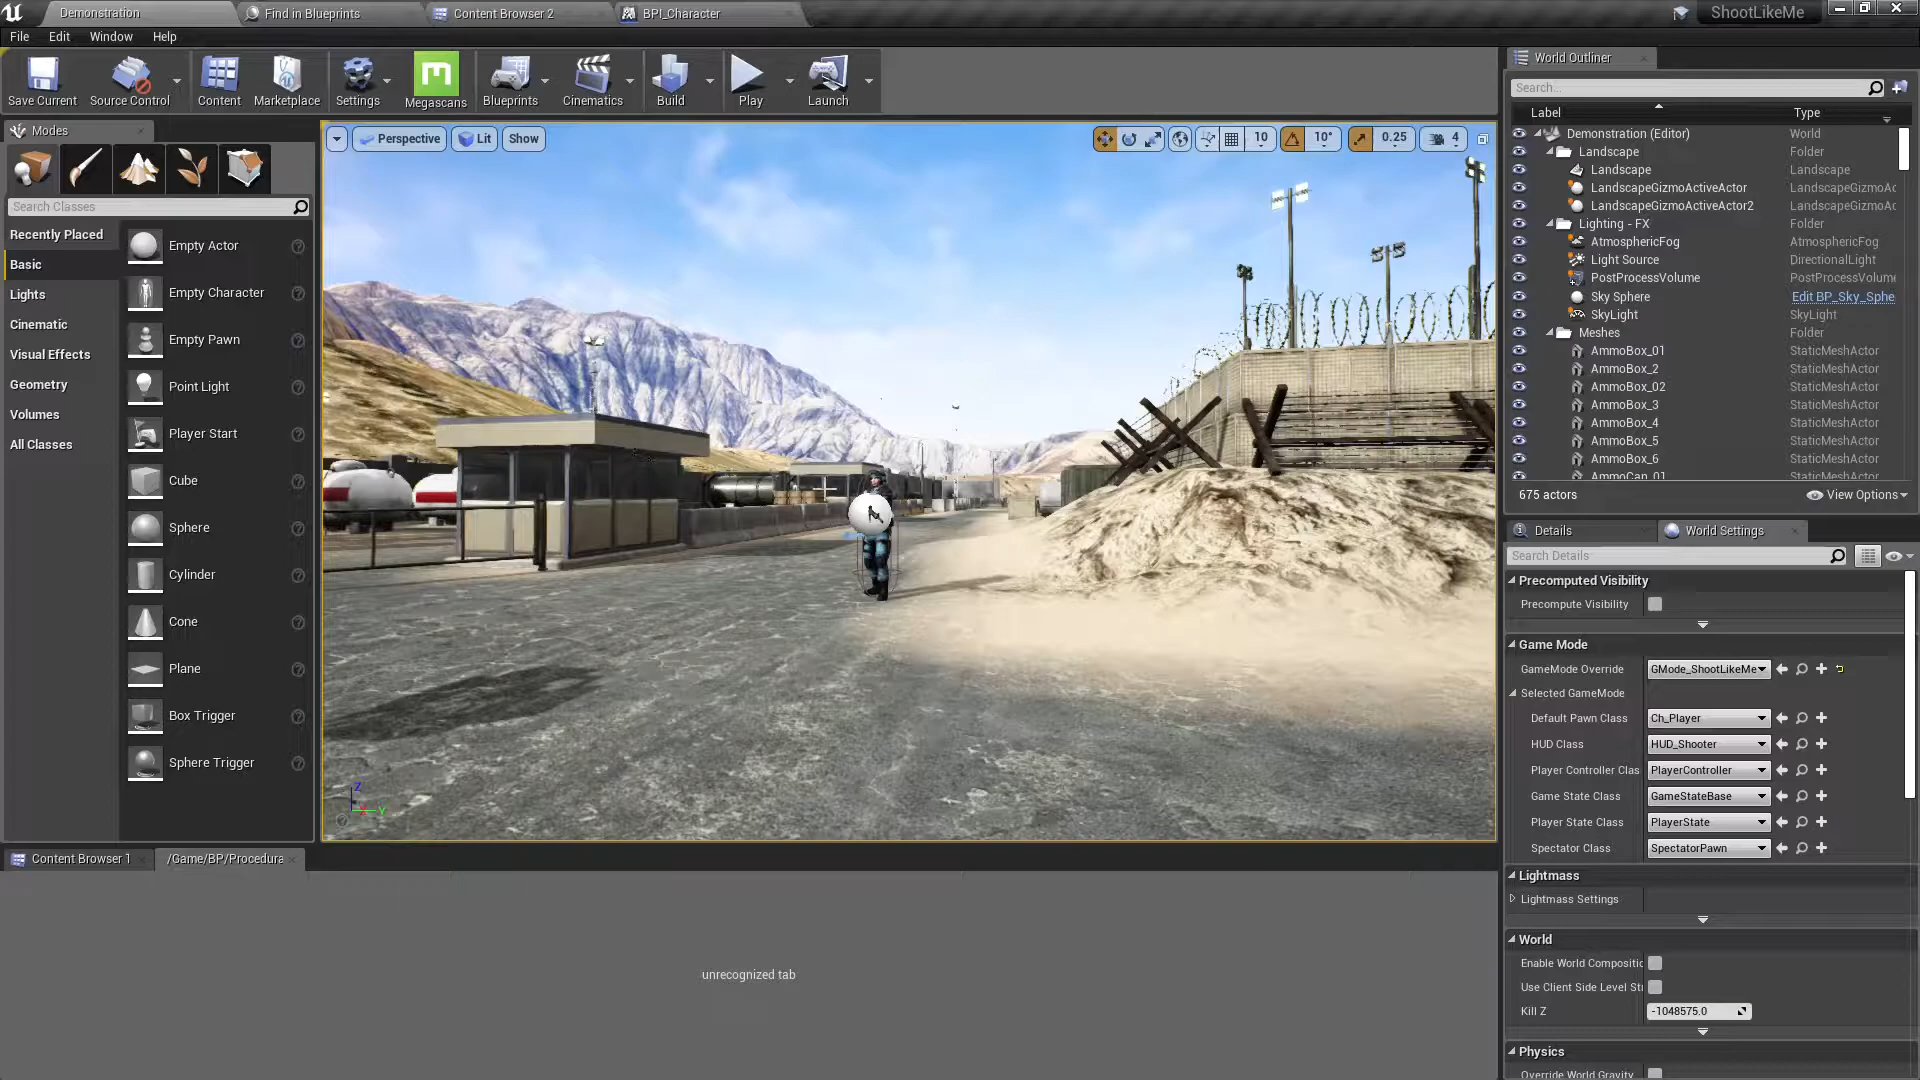 Demonstration
Find in Blueprints
Content Browser 2
BPI_Character
ShootLikeMe
File
Edit
Window
Help
Save Current
Source Control
Content
Marketplace
Settings
Megascans
Blueprints
Cinematics
Build
Play
Launch
Modes
Search Classes
Recently Placed
Basic
Lights
Cinematic
Visual Effects
Geometry
Volumes
All Classes
Empty Actor
Empty Character
Empty Pawn
Point Light
Player Start
Cube
Sphere
Cylinder
Cone
Plane
Box Trigger
Sphere Trigger
Perspective
Lit
Show
10
10°
0.25
4
Z
Y
Content Browser 1
/Game/BP/Procedura
unrecognized tab
World Outliner
Search...
Label Type
Demonstration (Editor) World
Landscape Folder
Landscape Landscape
LandscapeGizmoActiveActor LandscapeGizmoAc
LandscapeGizmoActiveActor2 LandscapeGizmoAc
Lighting - FX Folder
AtmosphericFog AtmosphericFog
Light Source DirectionalLight
PostProcessVolume PostProcessVolume
Sky Sphere Edit BP_Sky_Sphe
SkyLight SkyLight
Meshes Folder
AmmoBox_01 StaticMeshActor
AmmoBox_2 StaticMeshActor
AmmoBox_02 StaticMeshActor
AmmoBox_3 StaticMeshActor
AmmoBox_4 StaticMeshActor
AmmoBox_5 StaticMeshActor
AmmoBox_6 StaticMeshActor
AmmoCan_01 StaticMeshActor
675 actors
View Options
Details
World Settings
Search Details
Precomputed Visibility
Precompute Visibility
Game Mode
GameMode Override GMode_ShootLikeMe
Selected GameMode
Default Pawn Class Ch_Player
HUD Class HUD_Shooter
Player Controller Clas PlayerController
Game State Class GameStateBase
Player State Class PlayerState
Spectator Class SpectatorPawn
Lightmass
Lightmass Settings
World
Enable World Compositic
Use Client Side Level Str
Kill Z -1048575.0
Physics
Override World Gravity